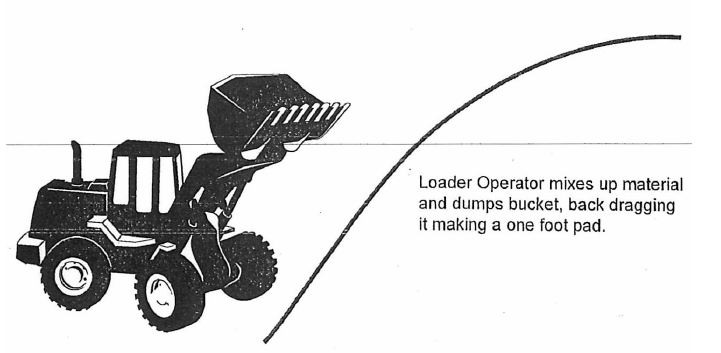 Loader Operator mixes up material
and dumps bucket, back dragging
it making a one foot pad.